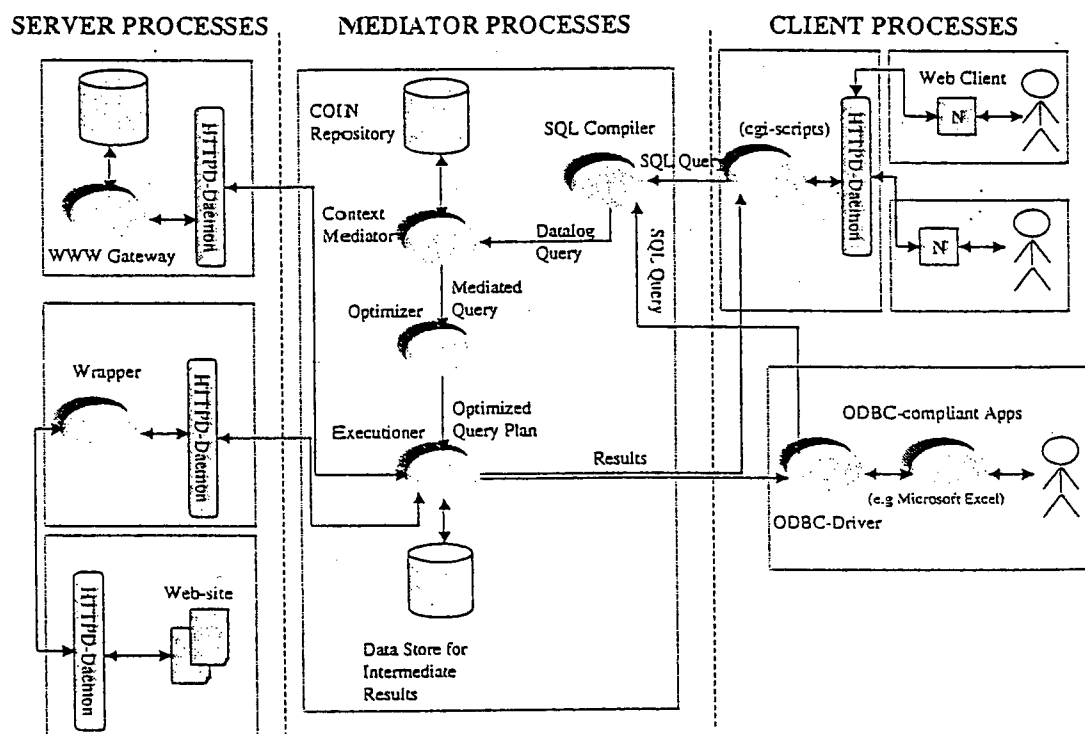 SERVER PROCESSES
MEDIATOR PROCESSES
CLIENT PROCESSES
HTTPD-Daemon
WWW Gateway
Wrapper
HTTPD-Daemon
HTTPD-Daemon
Web-site
COIN
Repository
SQL Compiler
SQL Query
Context
Mediator
Datalog
Query
SQL Query
Mediated
Query
Optimizer
Optimized
Query Plan
Executioner
Results
Data Store for
Intermediate
Results
(cgi-scripts)
HTTPD-Daemon
Web Client
N
N
ODBC-compliant Apps
(e.g Microsoft Excel)
ODBC-Driver